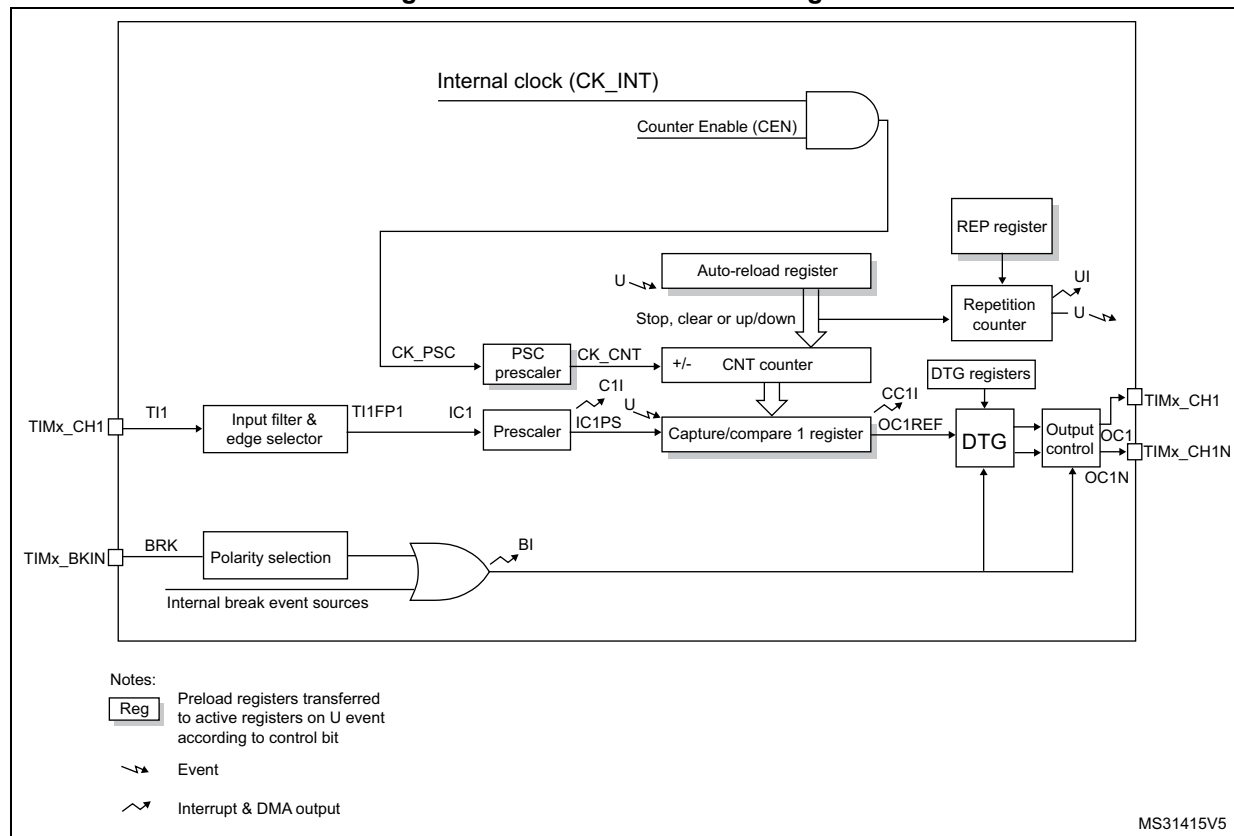 Internal clock (CK_INT)
Counter Enable (CEN)
REP register
Auto-reload register
U
UI
Repetition
counter
U
Stop, clear or up/down
CK_PSC
PSC
prescaler
CK_CNT
+/-
CNT counter
DTG registers
TIMx_CH1
TI1
Input filter &
edge selector
TI1FP1
IC1
Prescaler
C1I
IC1PS
U
Capture/compare 1 register
CC1I
OC1REF
DTG
Output
control
OC1
TIMx_CH1
TIMx_CH1N
OC1N
TIMx_BKIN
BRK
Polarity selection
BI
Internal break event sources
Notes:
Reg
Preload registers transferred
to active registers on U event
according to control bit
Event
Interrupt & DMA output
MS31415V5